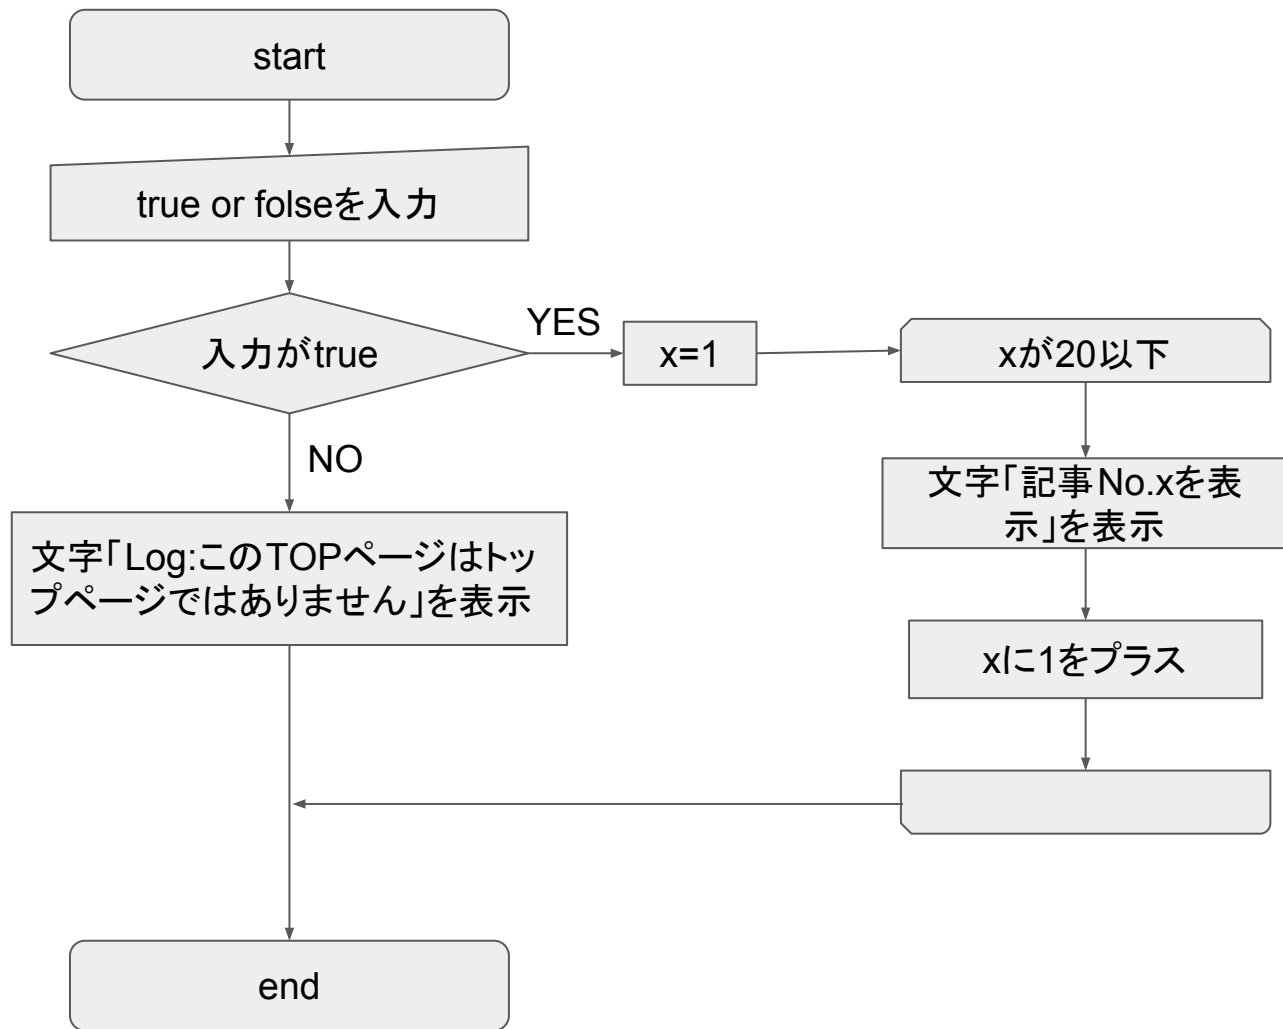 start
true or folseを入力
入力がtrue
YES
x=1
xが20以下
NO
文字「記事No.xを表
示」を表示
文字「Log:このTOPページはトッ
プページではありません」を表示
xに1をプラス
end